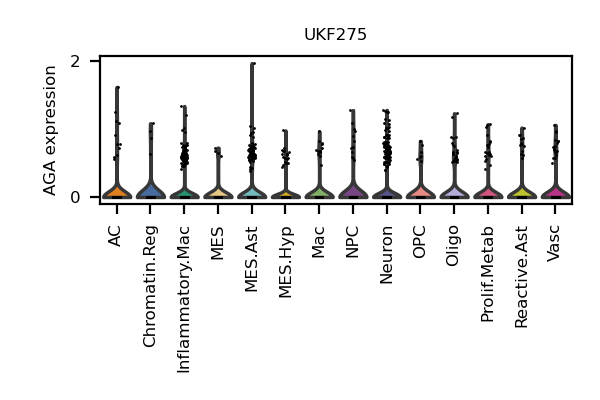 UKF275
AGA expression
2
0
AC
Chromatin.Reg
Inflammatory.Mac
MES
MES.Ast
MES.Hyp
Mac
NPC
Neuron
OPC
Oligo
Prolif.Metab
Reactive.Ast
Vasc